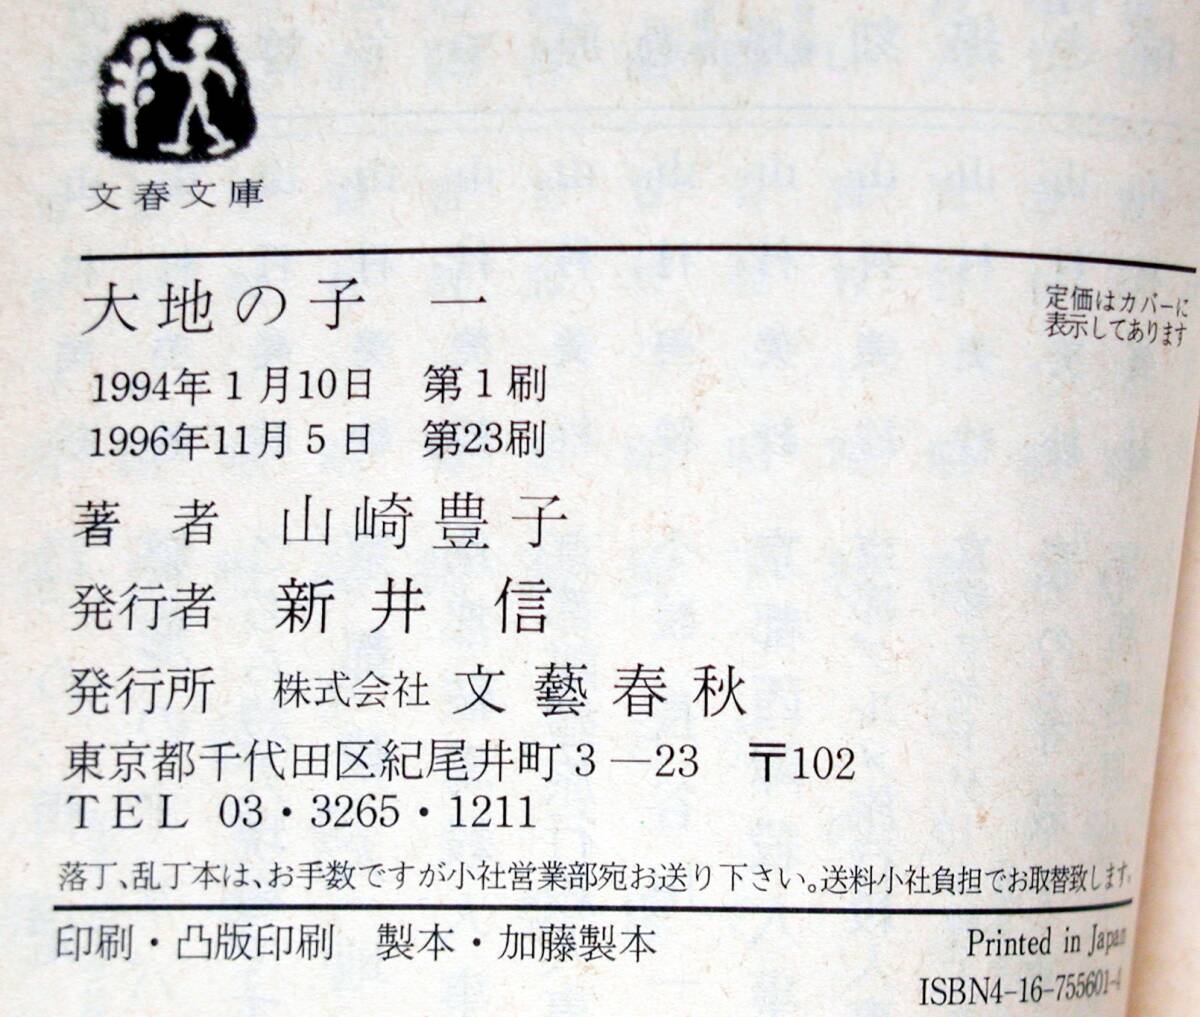 文春文庫
大地の子　一
定価はカバーに
表示してあります
1994年1月10日　第1刷
1996年11月5日　第23刷
著　者　山崎豊子
発行者　新井　信
発行所　株式会社 文藝春秋
東京都千代田区紀尾井町3—23　〒102
TEL 03・3265・1211
落丁、乱丁本は、お手数ですが小社営業部宛お送り下さい。送料小社負担でお取替致します。
印刷・凸版印刷　製本・加藤製本
Printed in Japan
ISBN4-16-755601-4